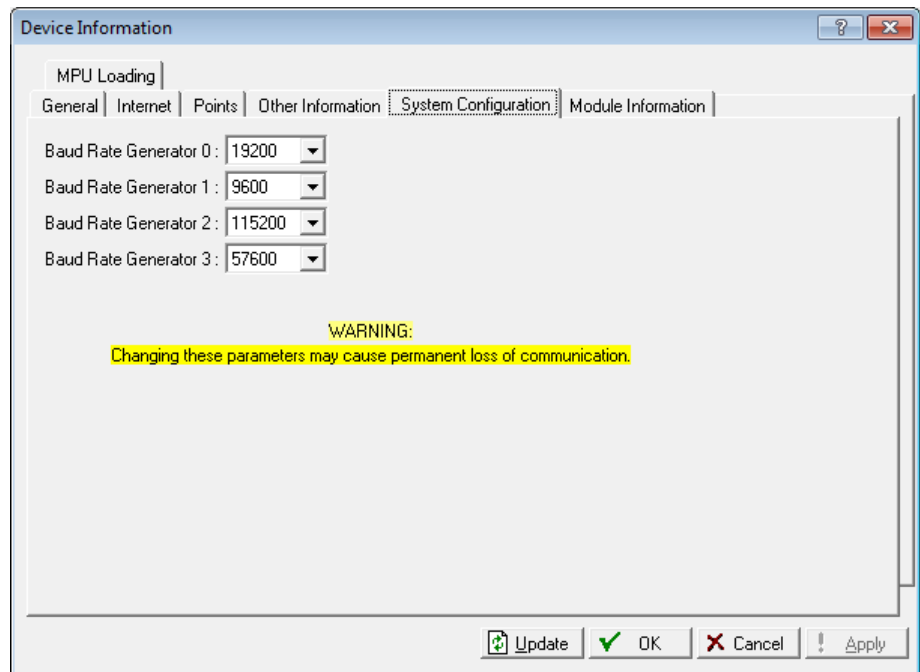 Device Information
?
MPU Loading
General Internet Points Other Information System Configuration Module Information
Baud Rate Generator 0 : 19200
Baud Rate Generator 1 : 9600
Baud Rate Generator 2 : 115200
Baud Rate Generator 3 : 57600
WARNING:
Changing these parameters may cause permanent loss of communication.
Update OK Cancel ! Apply